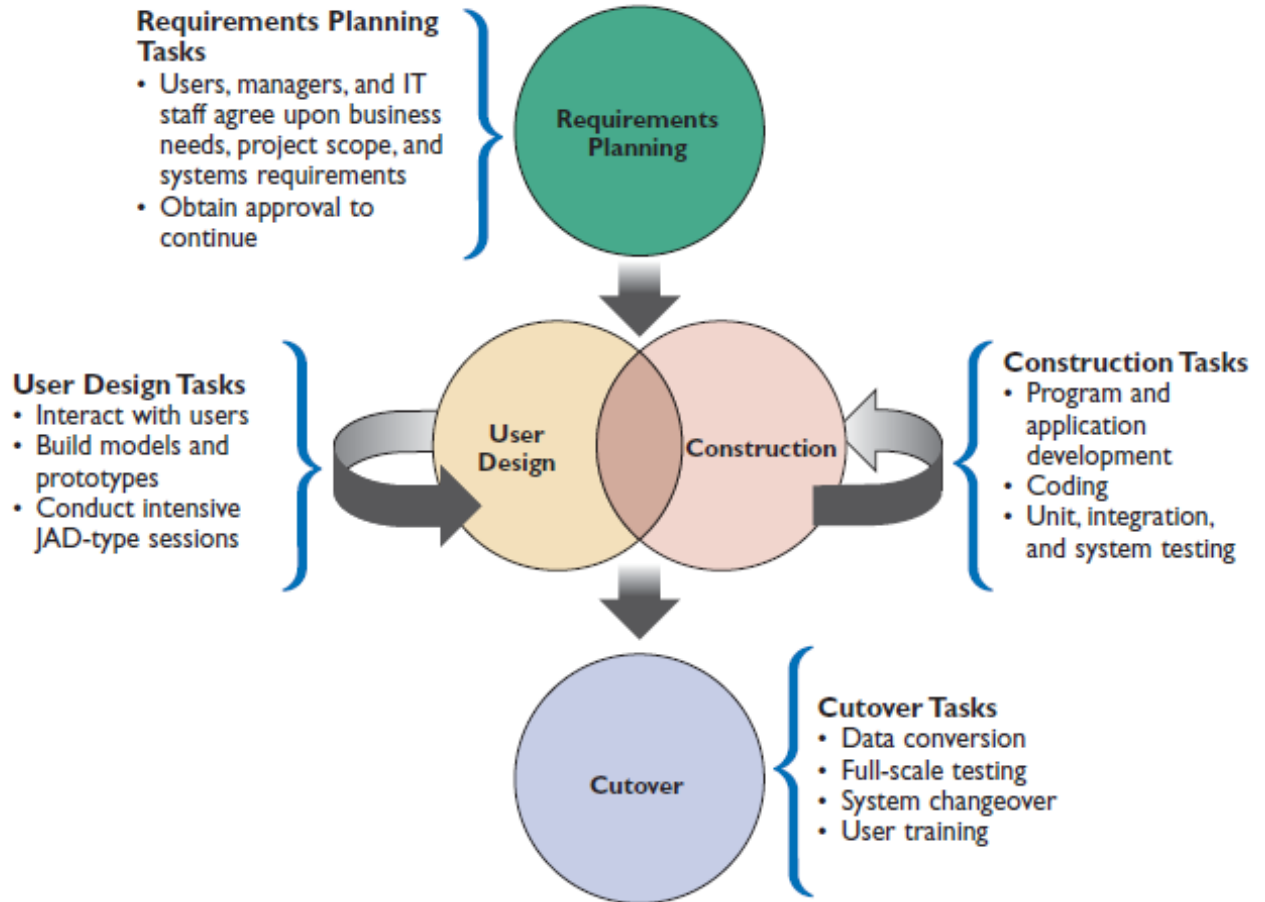 Requirements Planning
Tasks
• Users, managers, and IT
staff agree upon business
needs, project scope, and
systems requirements
• Obtain approval to
continue
Requirements
Planning
User Design Tasks
• Interact with users
• Build models and
prototypes
• Conduct intensive
JAD-type sessions
User
Design
Construction
Construction Tasks
• Program and
application
development
• Coding
• Unit, integration,
and system testing
Cutover
Cutover Tasks
• Data conversion
• Full-scale testing
• System changeover
• User training